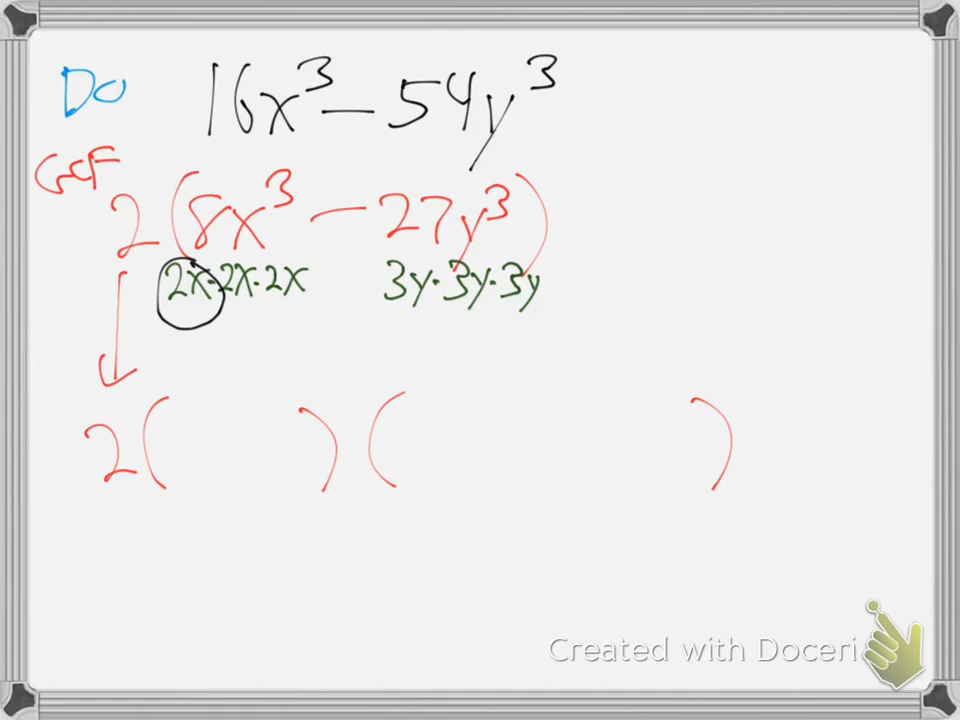 Do 16x³ – 54y³
GCF
2 (8x³ – 27y³)
2x·2x·2x 3y·3y·3y
2( ) ( )
Created with Doceri